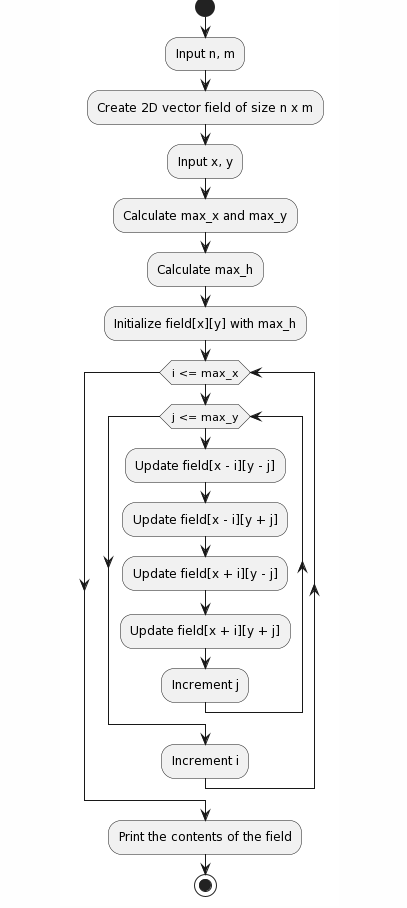 Input n, m
Create 2D vector field of size n x m
Input x, y
Calculate max_x and max_y
Calculate max_h
Initialize field[x][y] with max_h
i <= max_x
j <= max_y
Update field[x - i][y - j]
Update field[x - i][y + j]
Update field[x + i][y - j]
Update field[x + i][y + j]
Increment j
Increment i
Print the contents of the field